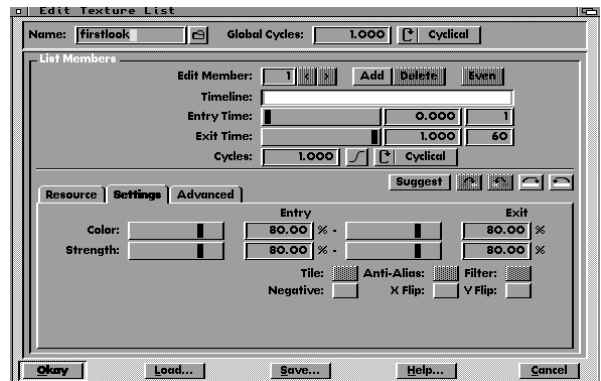 Edit Texture List
Name: firstlook Global Cycles: 1.000 Cyclical
List Members
Edit Member: 1 < > Add Delete Even
Timeline:
Entry Time: 0.000 1
Exit Time: 1.000 60
Cycles: 1.000 Cyclical
Suggest
Resource Settings Advanced
Entry Exit
Color: 80.00 % - 80.00 %
Strength: 80.00 % - 80.00 %
Tile: Anti-Alias: Filter:
Negative: X Flip: Y Flip:
Okay Load... Save... Help... Cancel